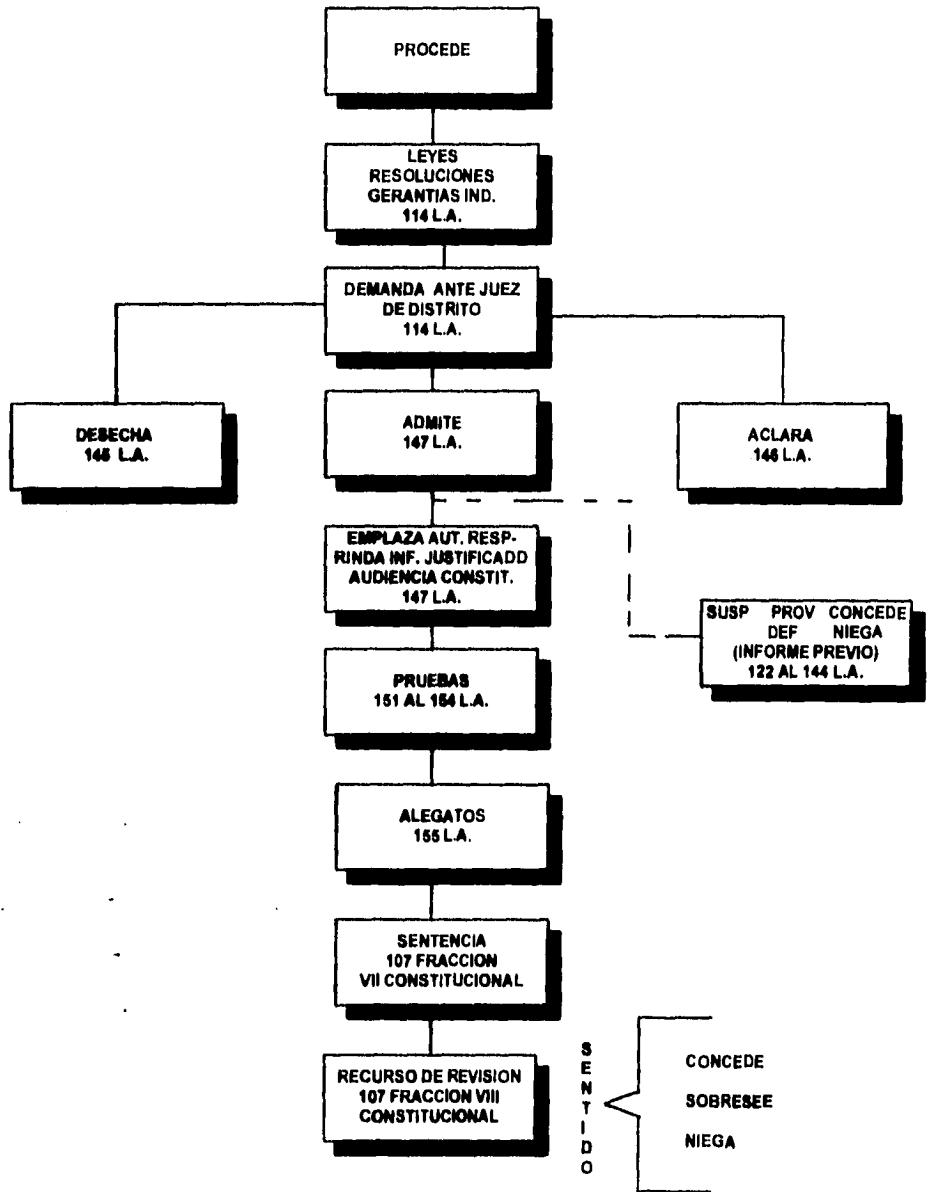 PROCEDE
LEYES
RESOLUCIONES
GERANTIAS IND.
114 L.A.
DEMANDA ANTE JUEZ
DE DISTRITO
114 L.A.
DESECHA
145 L.A.
ADMITE
147 L.A.
ACLARA
146 L.A.
EMPLAZA AUT. RESP-
RINDA INF. JUSTIFICADD
AUDIENCIA CONSTIT.
147 L.A.
SUSP PROV CONCEDE
DEF NIEGA
(INFORME PREVIO)
122 AL 144 L.A.
PRUEBAS
151 AL 154 L.A.
ALEGATOS
155 L.A.
SENTENCIA
107 FRACCION
VII CONSTITUCIONAL
RECURSO DE REVISION
107 FRACCION VIII
CONSTITUCIONAL
SENTIDO
CONCEDE
SOBRESEE
NIEGA